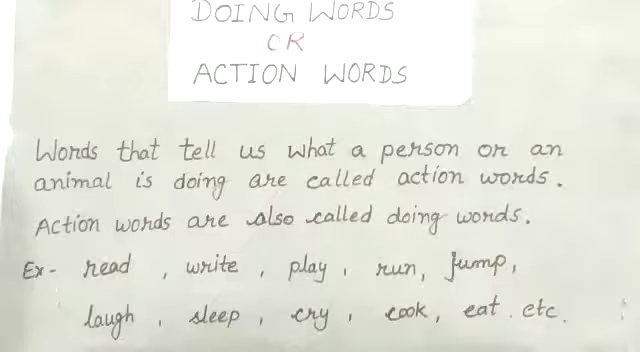 DOING WORDS
OR
ACTION WORDS
Words that tell us what a person or an
animal is doing are called action words.
Action words are also called doing words.
Ex - read , write , play , run, Jump,
laugh , sleep , cry , cook, eat . etc.